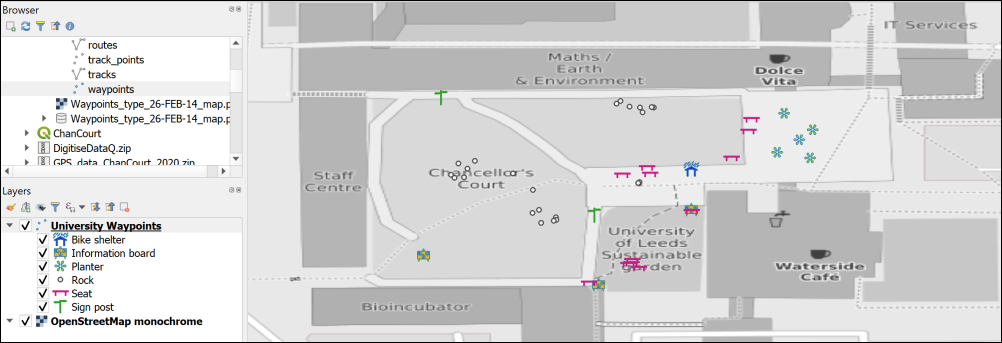 Browser
routes
track_points
tracks
waypoints
Waypoints_type_26-FEB-14_map.p
Waypoints_type_26-FEB-14_map.p
ChanCourt
DigitiseDataQ.zip
GPS_data_ChanCourt_2020.zip
Layers
University Waypoints
Bike shelter
Information board
Planter
Rock
Seat
Sign post
OpenStreetMap monochrome
IT Services
Maths /
Earth
& Environment
Dolce
Vita
Staff
Centre
Chancellor's
Court
University
of Leeds
Sustainable
Garden
Waterside
Café
Bioincubator